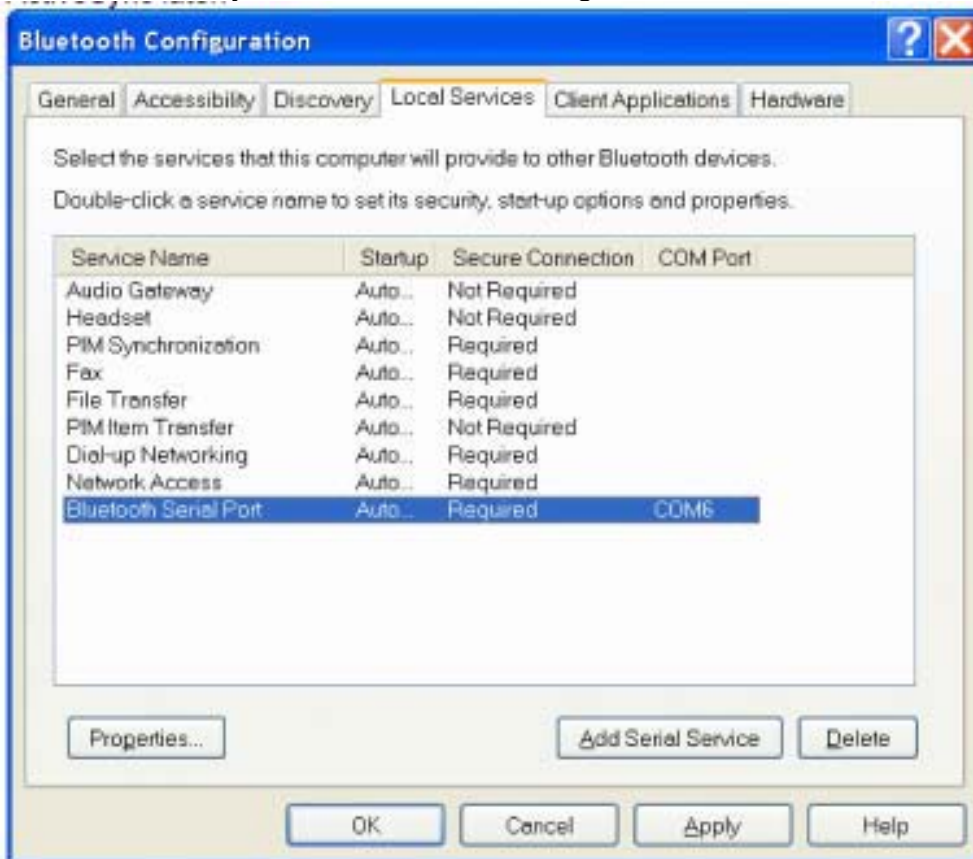 Bluetooth Configuration
General Accessibility Discovery Local Services Client Applications Hardware
Select the services that this computer will provide to other Bluetooth devices.
Double-click a service name to set its security, start-up options and properties.
Service Name Startup Secure Connection COM Port
Audio Gateway Auto... Not Required
Headset Auto... Not Required
PIM Synchronization Auto... Required
Fax Auto... Required
File Transfer Auto... Required
PIM Item Transfer Auto... Not Required
Dial-up Networking Auto... Required
Network Access Auto... Required
Bluetooth Serial Port Auto... Required COM6
Properties... Add Serial Service Delete
OK Cancel Apply Help